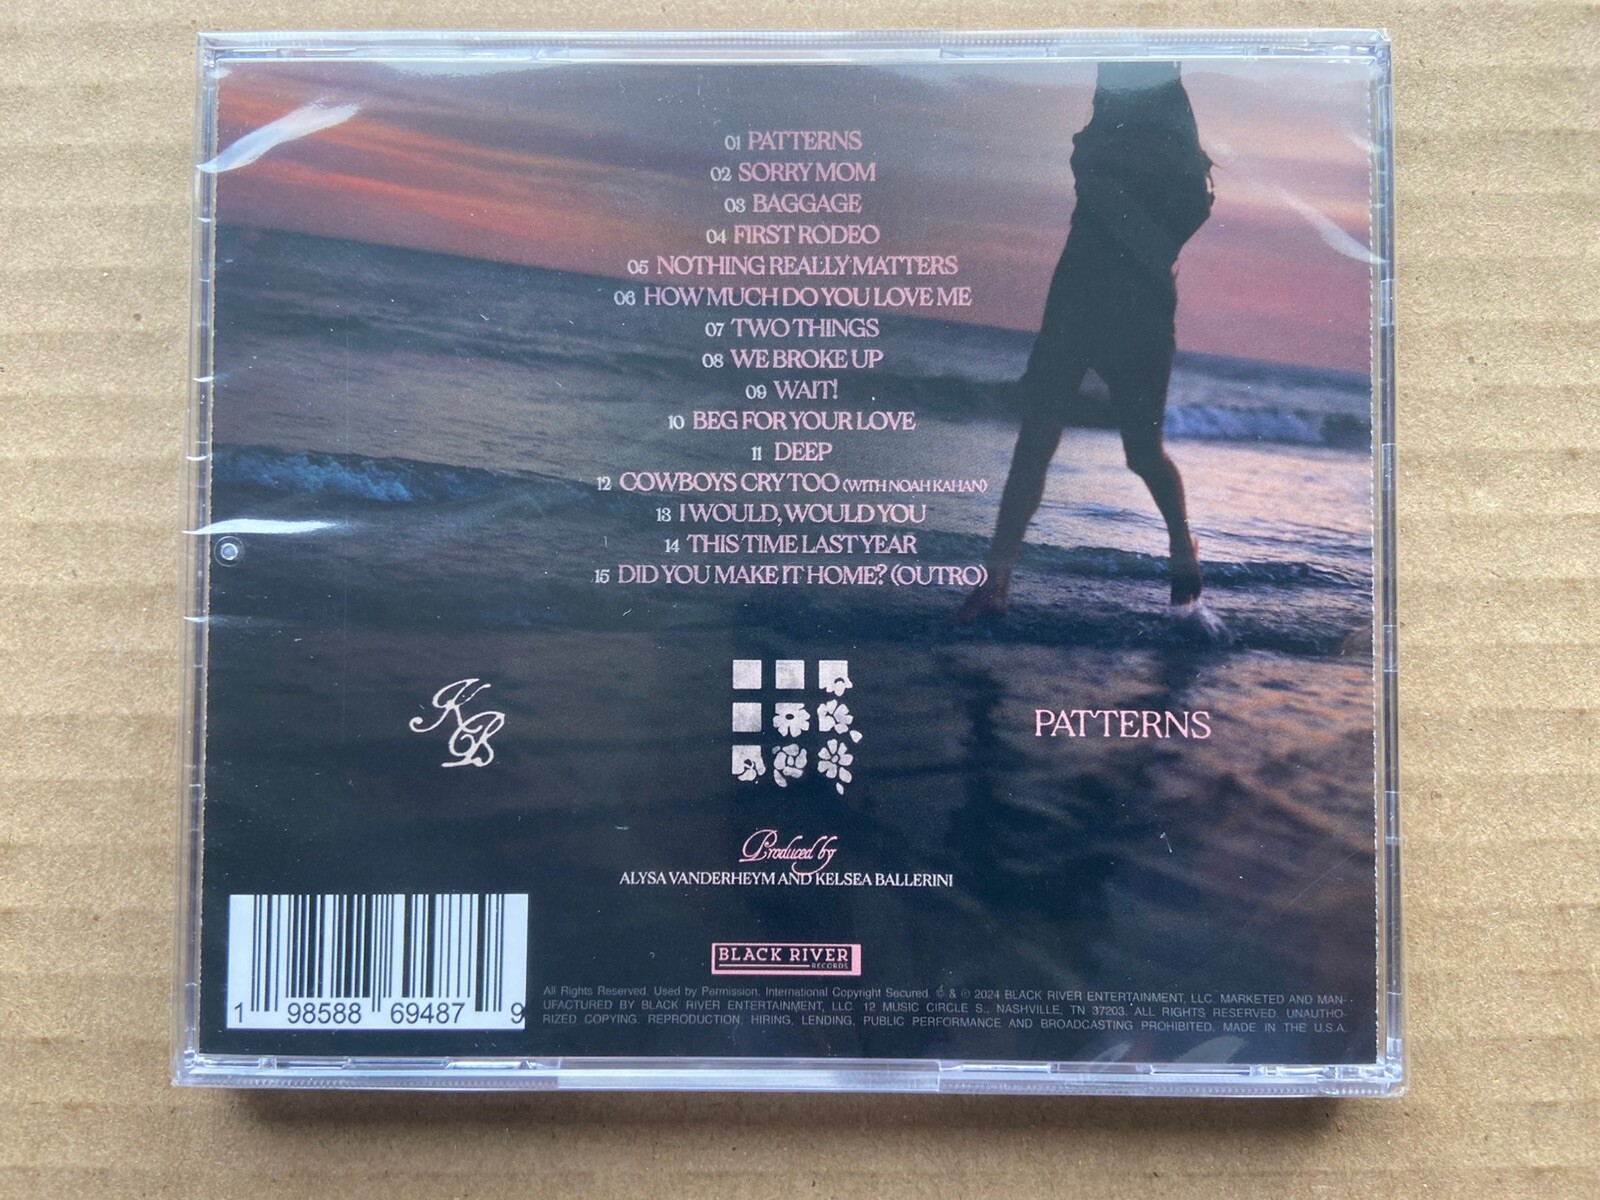 01 PATTERNS
02 SORRY MOM
03 BAGGAGE
04 FIRST RODEO
05 NOTHING REALLY MATTERS
06 HOW MUCH DO YOU LOVE ME
07 TWO THINGS
08 WE BROKE UP
09 WAIT!
10 BEG FOR YOUR LOVE
11 DEEP
12 COWBOYS CRY TOO (WITH NOAH KAHAN)
13 I WOULD, WOULD YOU
14 THIS TIME LAST YEAR
15 DID YOU MAKE IT HOME? (OUTRO)
KB
PATTERNS
Produced by
ALYSA VANDERHEYM AND KELSEA BALLERINI
BLACK RIVER
RECORDS
1 98588 69487 9
All Rights Reserved. Used by Permission. International Copyright Secured. © & ℗ 2024 BLACK RIVER ENTERTAINMENT, LLC. MARKETED AND MAN-
UFACTURED BY BLACK RIVER ENTERTAINMENT, LLC. 12 MUSIC CIRCLE S., NASHVILLE, TN 37203. ALL RIGHTS RESERVED. UNAUTHO-
RIZED COPYING, REPRODUCTION, HIRING, LENDING, PUBLIC PERFORMANCE AND BROADCASTING PROHIBITED. MADE IN THE U.S.A.